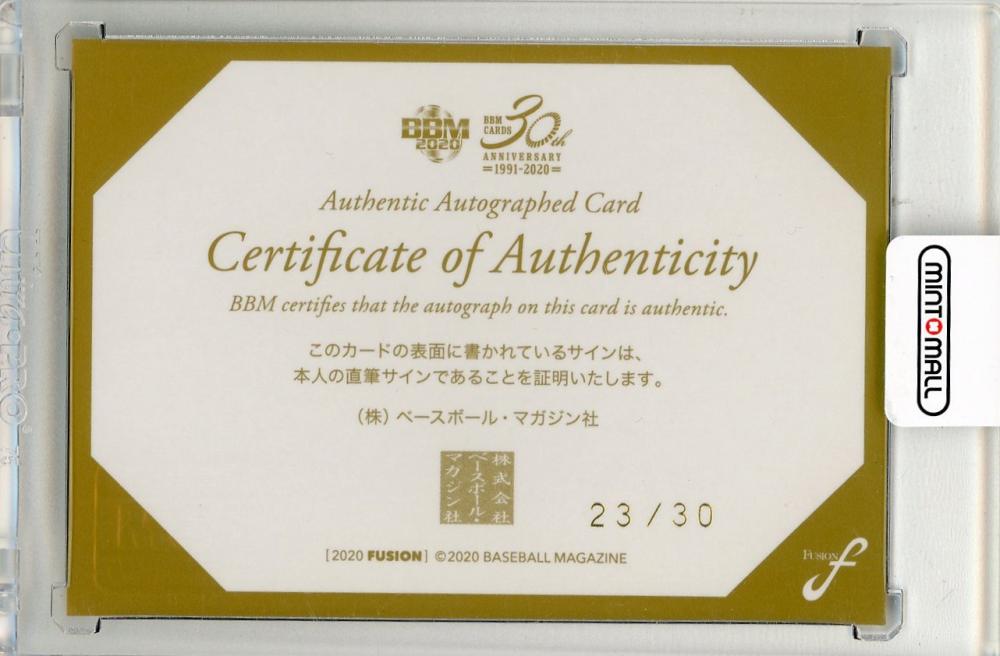 BBM
2020
BBM
CARDS
30th
ANNIVERSARY
=1991-2020=
Authentic Autographed Card
Certificate of Authenticity
BBM certifies that the autograph on this card is authentic.
このカードの表面に書かれているサインは、
本人の直筆サインであることを証明いたします。
（株）ベースボール・マガジン社
株式会社
ベースボール・
マガジン社
23/30
[2020 FUSION] ©2020 BASEBALL MAGAZINE
FUSION
f
MINT MALL